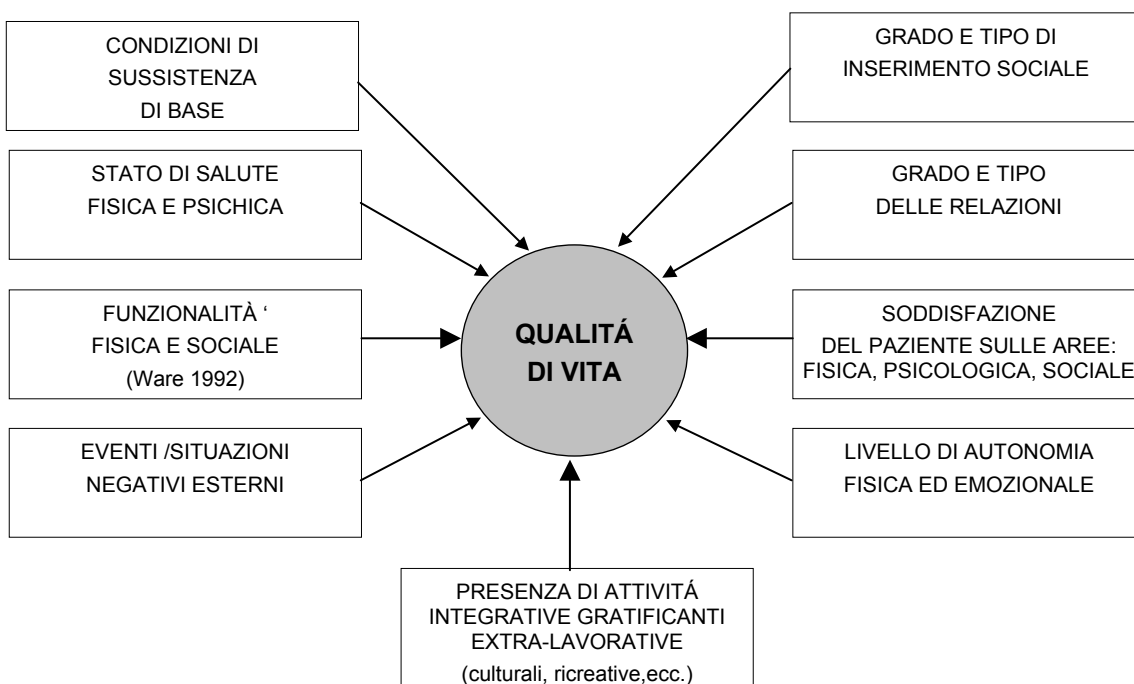 CONDIZIONI DI
SUSSISTENZA
DI BASE
STATO DI SALUTE
FISICA E PSICHICA
FUNZIONALITÀ ‘
FISICA E SOCIALE
(Ware 1992)
EVENTI /SITUAZIONI
NEGATIVI ESTERNI
QUALITÁ
DI VITA
GRADO E TIPO DI
INSERIMENTO SOCIALE
GRADO E TIPO
DELLE RELAZIONI
SODDISFAZIONE
DEL PAZIENTE SULLE AREE:
FISICA, PSICOLOGICA, SOCIALE
LIVELLO DI AUTONOMIA
FISICA ED EMOZIONALE
PRESENZA DI ATTIVITÁ
INTEGRATIVE GRATIFICANTI
EXTRA-LAVORATIVE
(culturali, ricreative,ecc.)